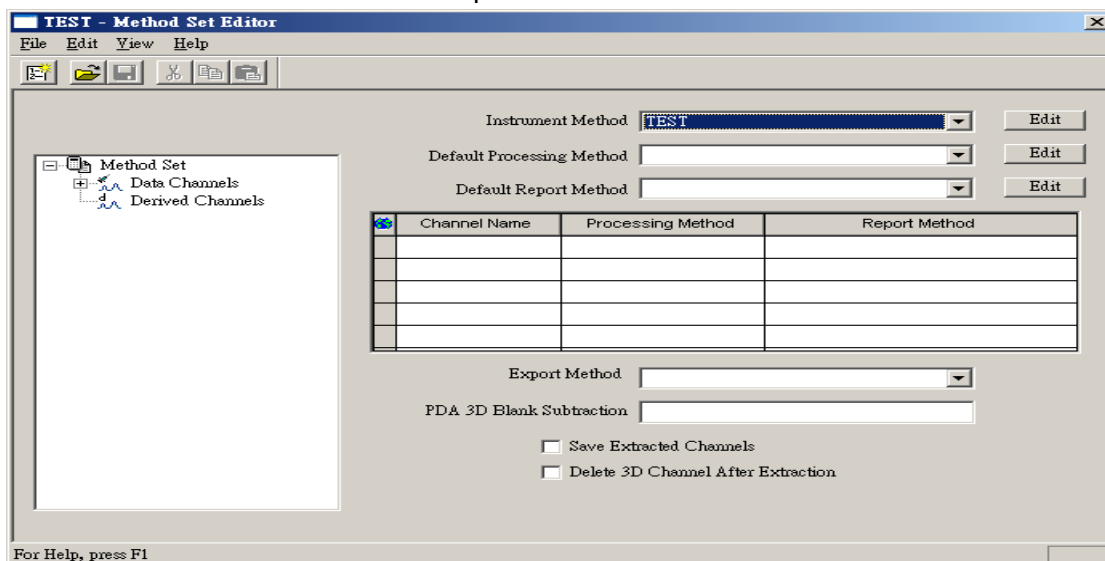 TEST - Method Set Editor
File Edit View Help
Instrument Method TEST Edit
Default Processing Method Edit
Default Report Method Edit
Method Set
Data Channels
Derived Channels
Channel Name Processing Method Report Method
Export Method
PDA 3D Blank Subtraction
Save Extracted Channels
Delete 3D Channel After Extraction
For Help, press F1